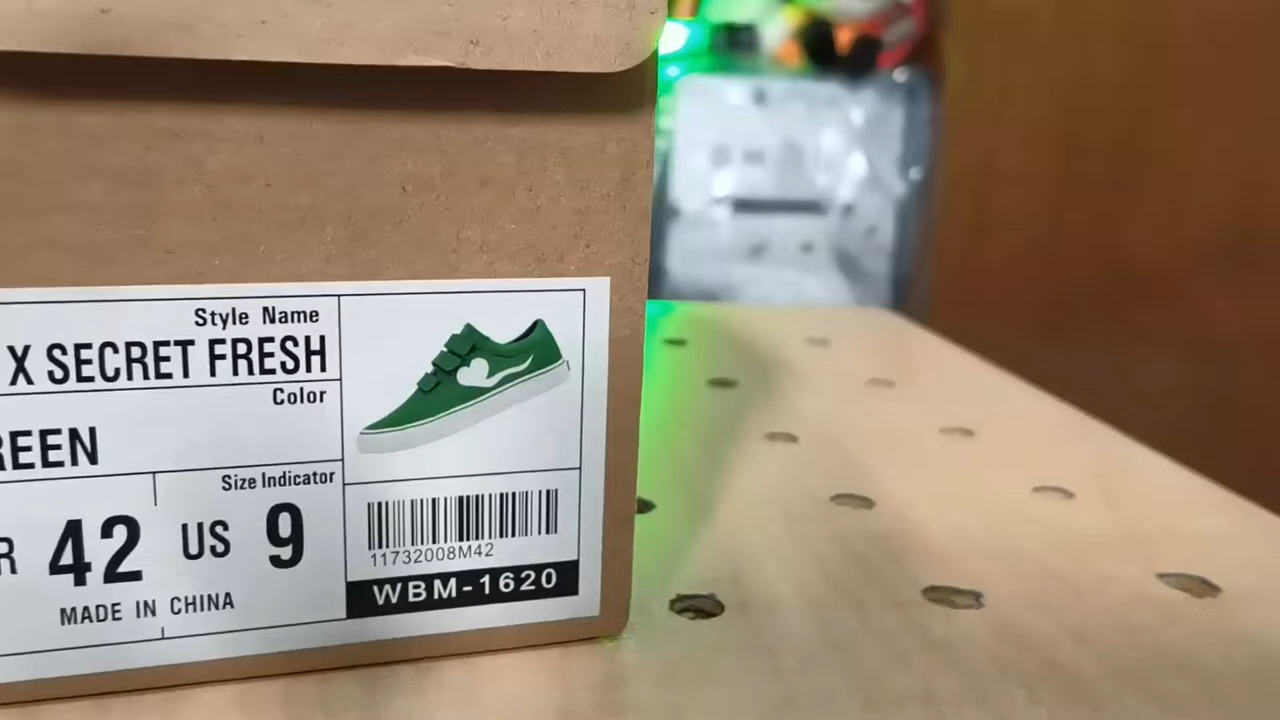 Style Name
X SECRET FRESH
Color
REEN
Size Indicator
R 42 US 9
MADE IN CHINA
11732008M42
WBM-1620